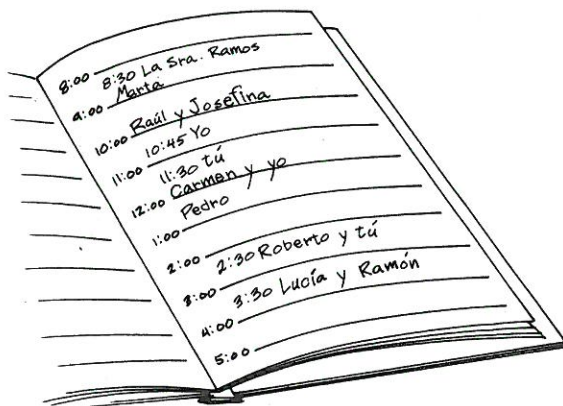 8:00
8:30 La Sra. Ramos
9:00 Marta
10:00 Raúl y Josefina
10:45 Yo
11:00
11:30 tú
12:00 Carmen y yo
1:00 Pedro
2:00
2:30 Roberto y tú
3:00
3:30 Lucía y Ramón
4:00
5:00